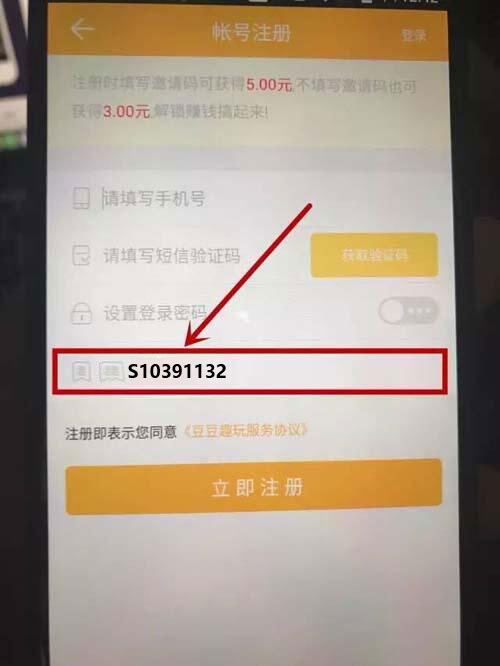 帐号注册
登录
注册时填写邀请码可获得5.00元,不填写邀请码也可
获得3.00元,解锁赚钱搞起来!
请填写手机号
请填写短信验证码
获取验证码
设置登录密码
S10391132
注册即表示您同意《豆豆趣玩服务协议》
立即注册